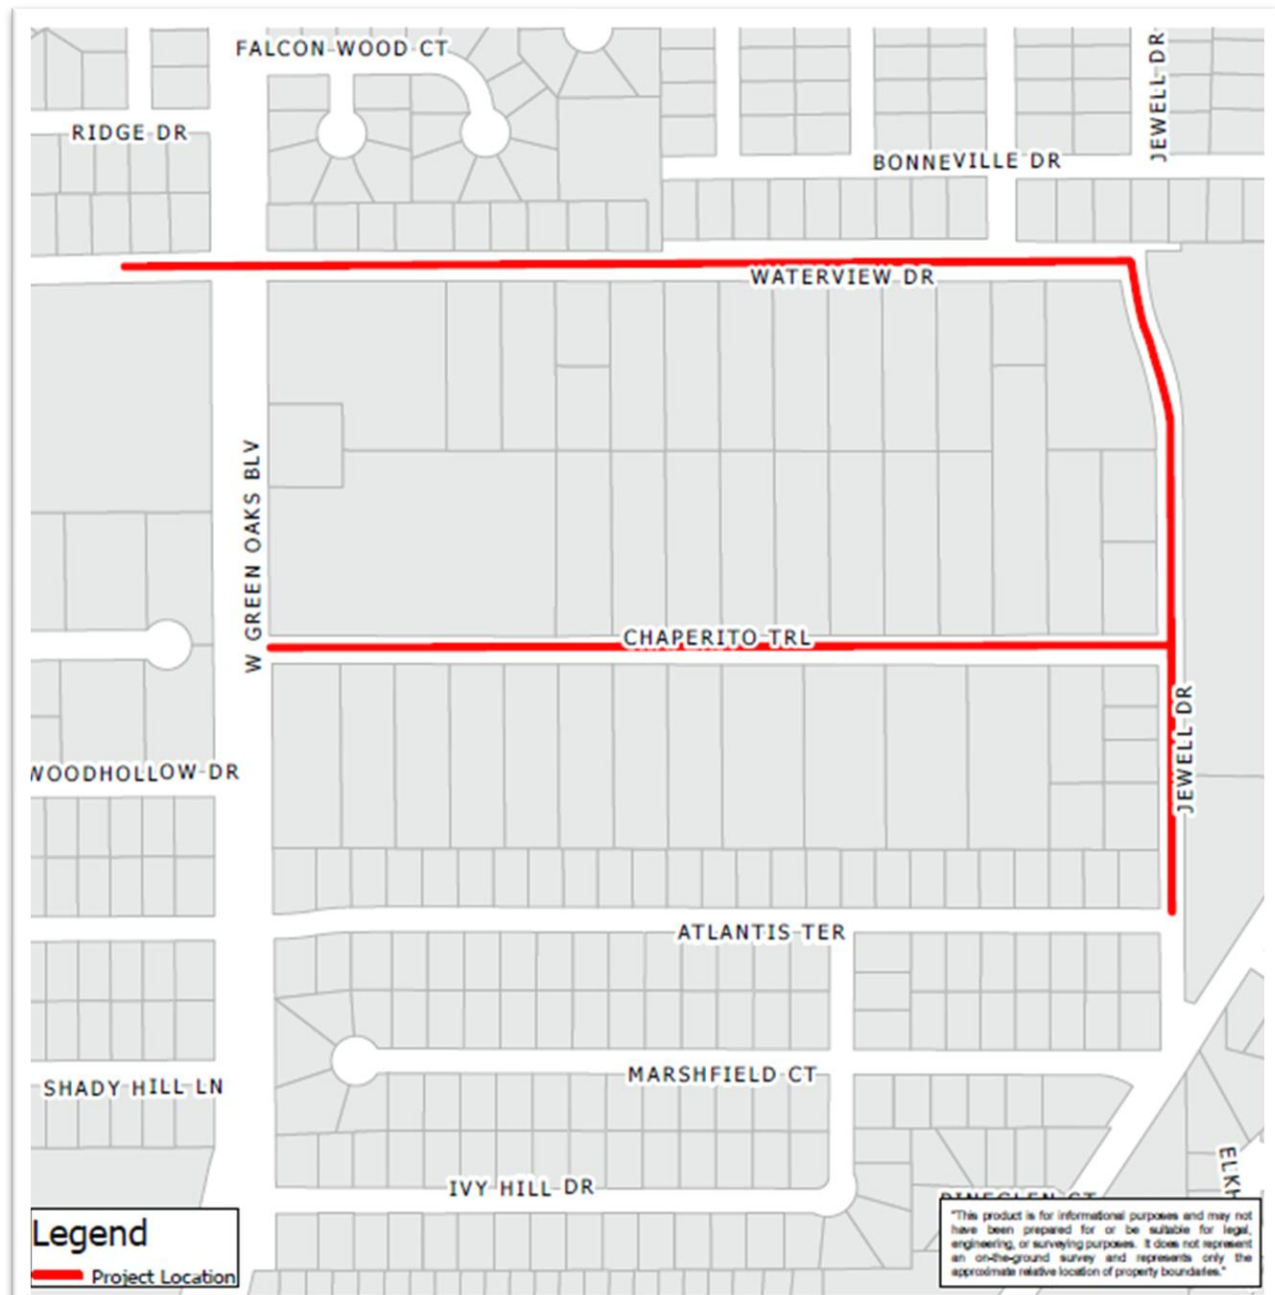 FALCON WOOD CT
JEWELL DR
RIDGE DR
BONNEVILLE DR
WATERVIEW DR
W GREEN OAKS BLV
CHAPERITO TRL
JEWELL DR
WOODHOLLOW DR
ATLANTIS TER
MARSHFIELD CT
SHADY HILL LN
IVY HILL DR
Legend
Project Location
"This product is for informational purposes and may not
have been prepared for or be suitable for legal,
engineering, or surveying purposes. It does not represent
an on-the-ground survey and represents only the
approximate relative location of property boundaries."